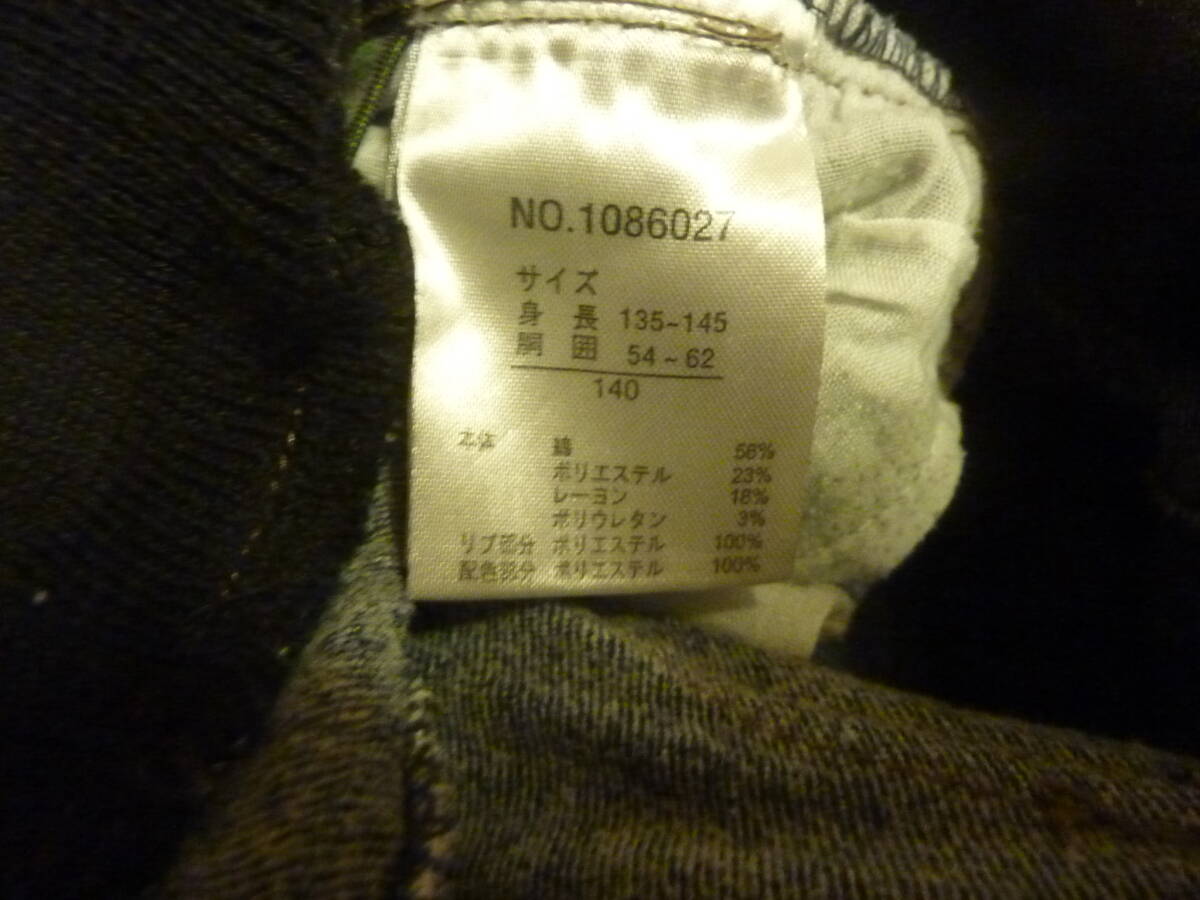 NO.1086027
サイズ
身 長 135~145
胴 囲 54~62
140
本体 綿 56%
ポリエステル 23%
レーヨン 18%
ポリウレタン 3%
リブ部分 ポリエステル 100%
配色部分 ポリエステル 100%